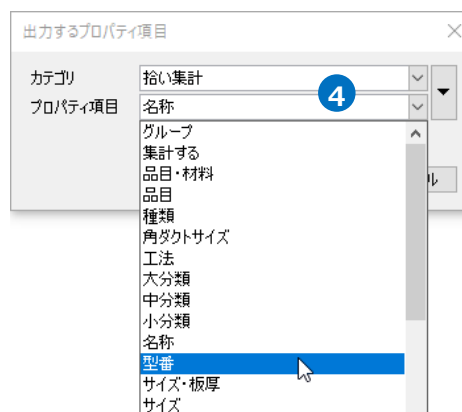 出力するプロパティ項目
カテゴリ 拾い集計
プロパティ項目 名称
4
グループ
集計する
品目・材料
品目
種類
角ダクトサイズ
工法
大分類
中分類
小分類
名称
型番
サイズ・板厚
サイズ
ル